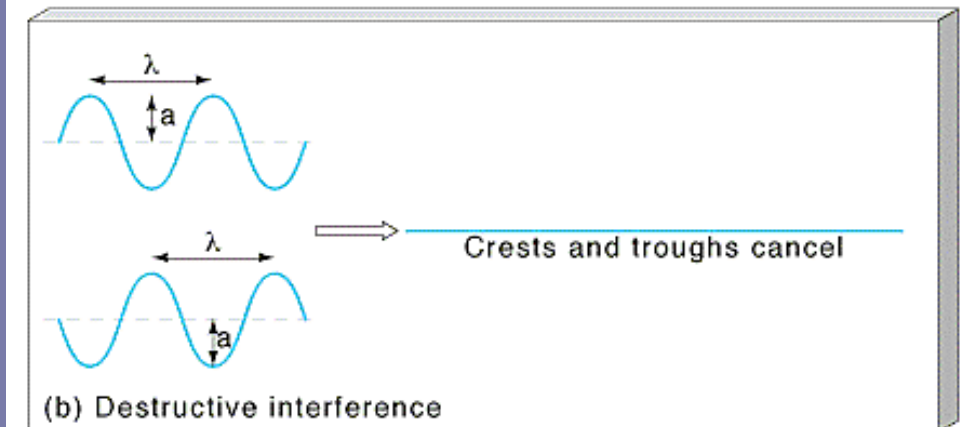 λ
a
λ
Crests and troughs cancel
a
(b) Destructive interference